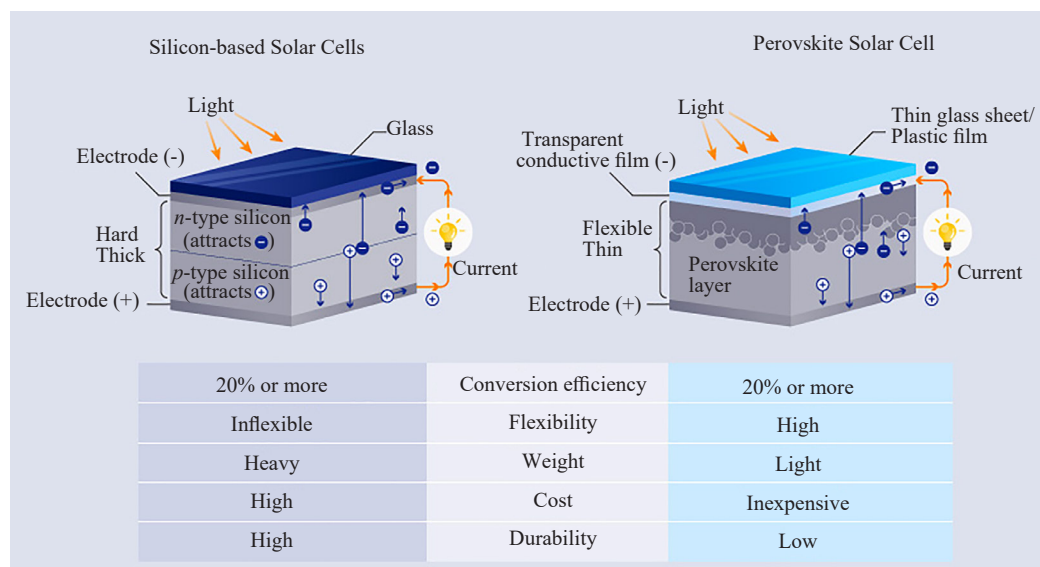 Silicon-based Solar Cells
Light
Glass
Electrode (-)
n-type silicon
(attracts -)
Hard
Thick
p-type silicon
(attracts +)
Electrode (+)
Current
Perovskite Solar Cell
Light
Thin glass sheet/
Plastic film
Transparent
conductive film (-)
Flexible
Thin
Perovskite
layer
Electrode (+)
Current
20% or more Conversion efficiency 20% or more
Inflexible Flexibility High
Heavy Weight Light
High Cost Inexpensive
High Durability Low